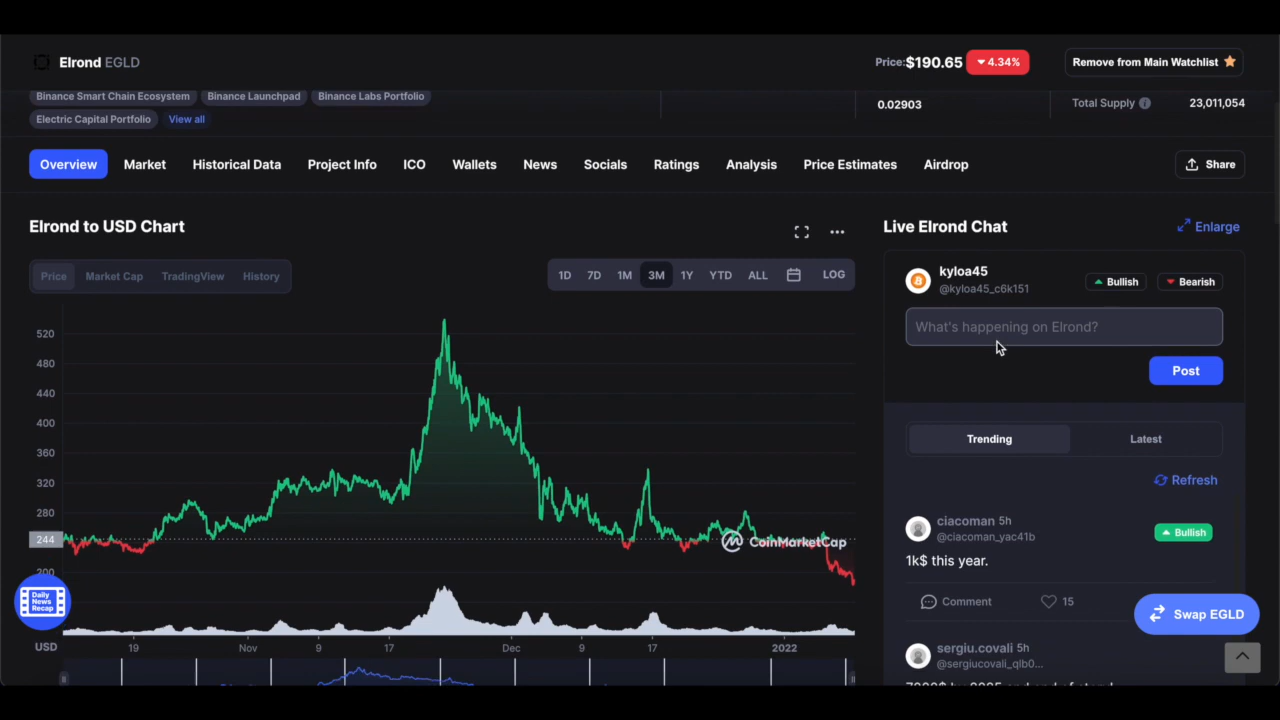 Elrond EGLD
Price:$190.65 4.34%
Remove from Main Watchlist
Binance Smart Chain Ecosystem Binance Launchpad Binance Labs Portfolio
Electric Capital Portfolio View all
0.02903
Total Supply 23,011,054
Overview Market Historical Data Project Info ICO Wallets News Socials Ratings Analysis Price Estimates Airdrop Share
Elrond to USD Chart
Price Market Cap TradingView History
1D 7D 1M 3M 1Y YTD ALL LOG
520
480
440
400
360
320
280
244
200
CoinMarketCap
Daily
News
Recap
USD 19 Nov 9 17 Dec 9 17 2022
Live Elrond Chat Enlarge
kyloa45
@kyloa45_c6k151
Bullish Bearish
What's happening on Elrond?
Post
Trending Latest
Refresh
ciacoman 5h
@ciacoman_yac41b
Bullish
1k$ this year.
Comment 15
Swap EGLD
sergiu.covali 5h
@sergiucovali_qlb0...